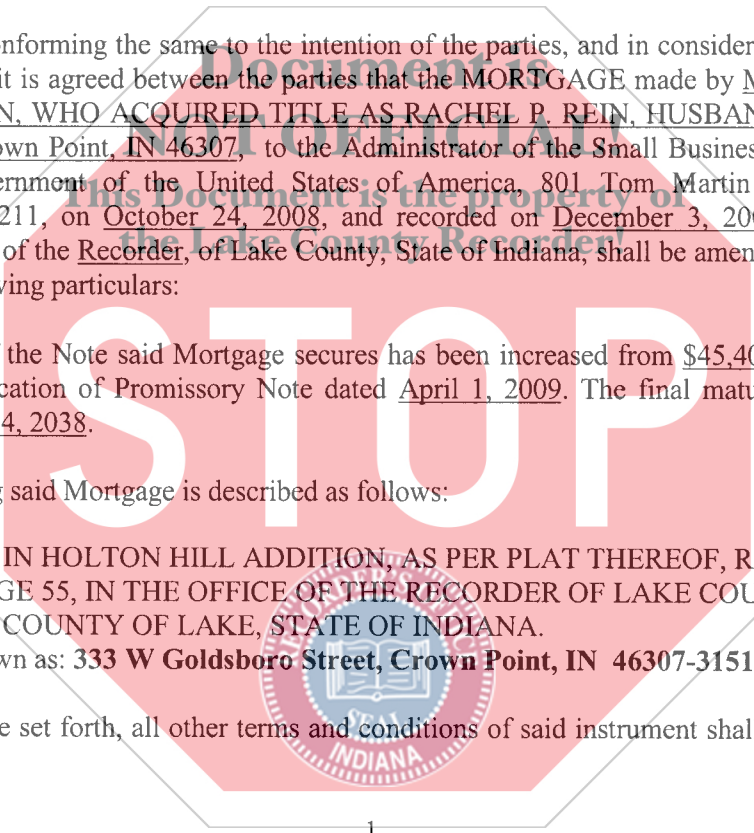 onforming the same to the intention of the parties, and in consider
Document is
it is agreed between the parties that the MORTGAGE made by M
N, WHO ACQUIRED TITLE AS RACHEL P. REIN, HUSBAN
NOT OFFICIAL!
own Point, IN 46307, to the Administrator of the Small Business
ernment of the United States of America, 801 Tom Martin
This Document is the property of
211, on October 24, 2008, and recorded on December 3, 200
the Lake County Recorder!
of the Recorder, of Lake County, State of Indiana, shall be amen
ving particulars:
STOP
f the Note said Mortgage secures has been increased from $45,40
cation of Promissory Note dated April 1, 2009. The final matu
4, 2038.
g said Mortgage is described as follows:
IN HOLTON HILL ADDITION, AS PER PLAT THEREOF, R
GE 55, IN THE OFFICE OF THE RECORDER OF LAKE COU
COUNTY OF LAKE, STATE OF INDIANA.
wn as: 333 W Goldsboro Street, Crown Point, IN 46307-3151
RECORDER'S OFFICE
SEAL
INDIANA
e set forth, all other terms and conditions of said instrument shal
1